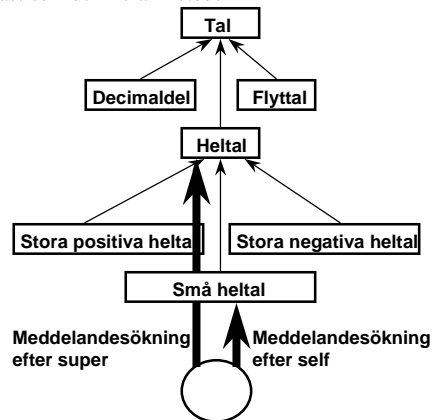 Tal
Decimaldel
Flyttal
Heltal
Stora positiva heltal
Stora negativa heltal
Små heltal
Meddelandesökning
efter super
Meddelandesökning
efter self